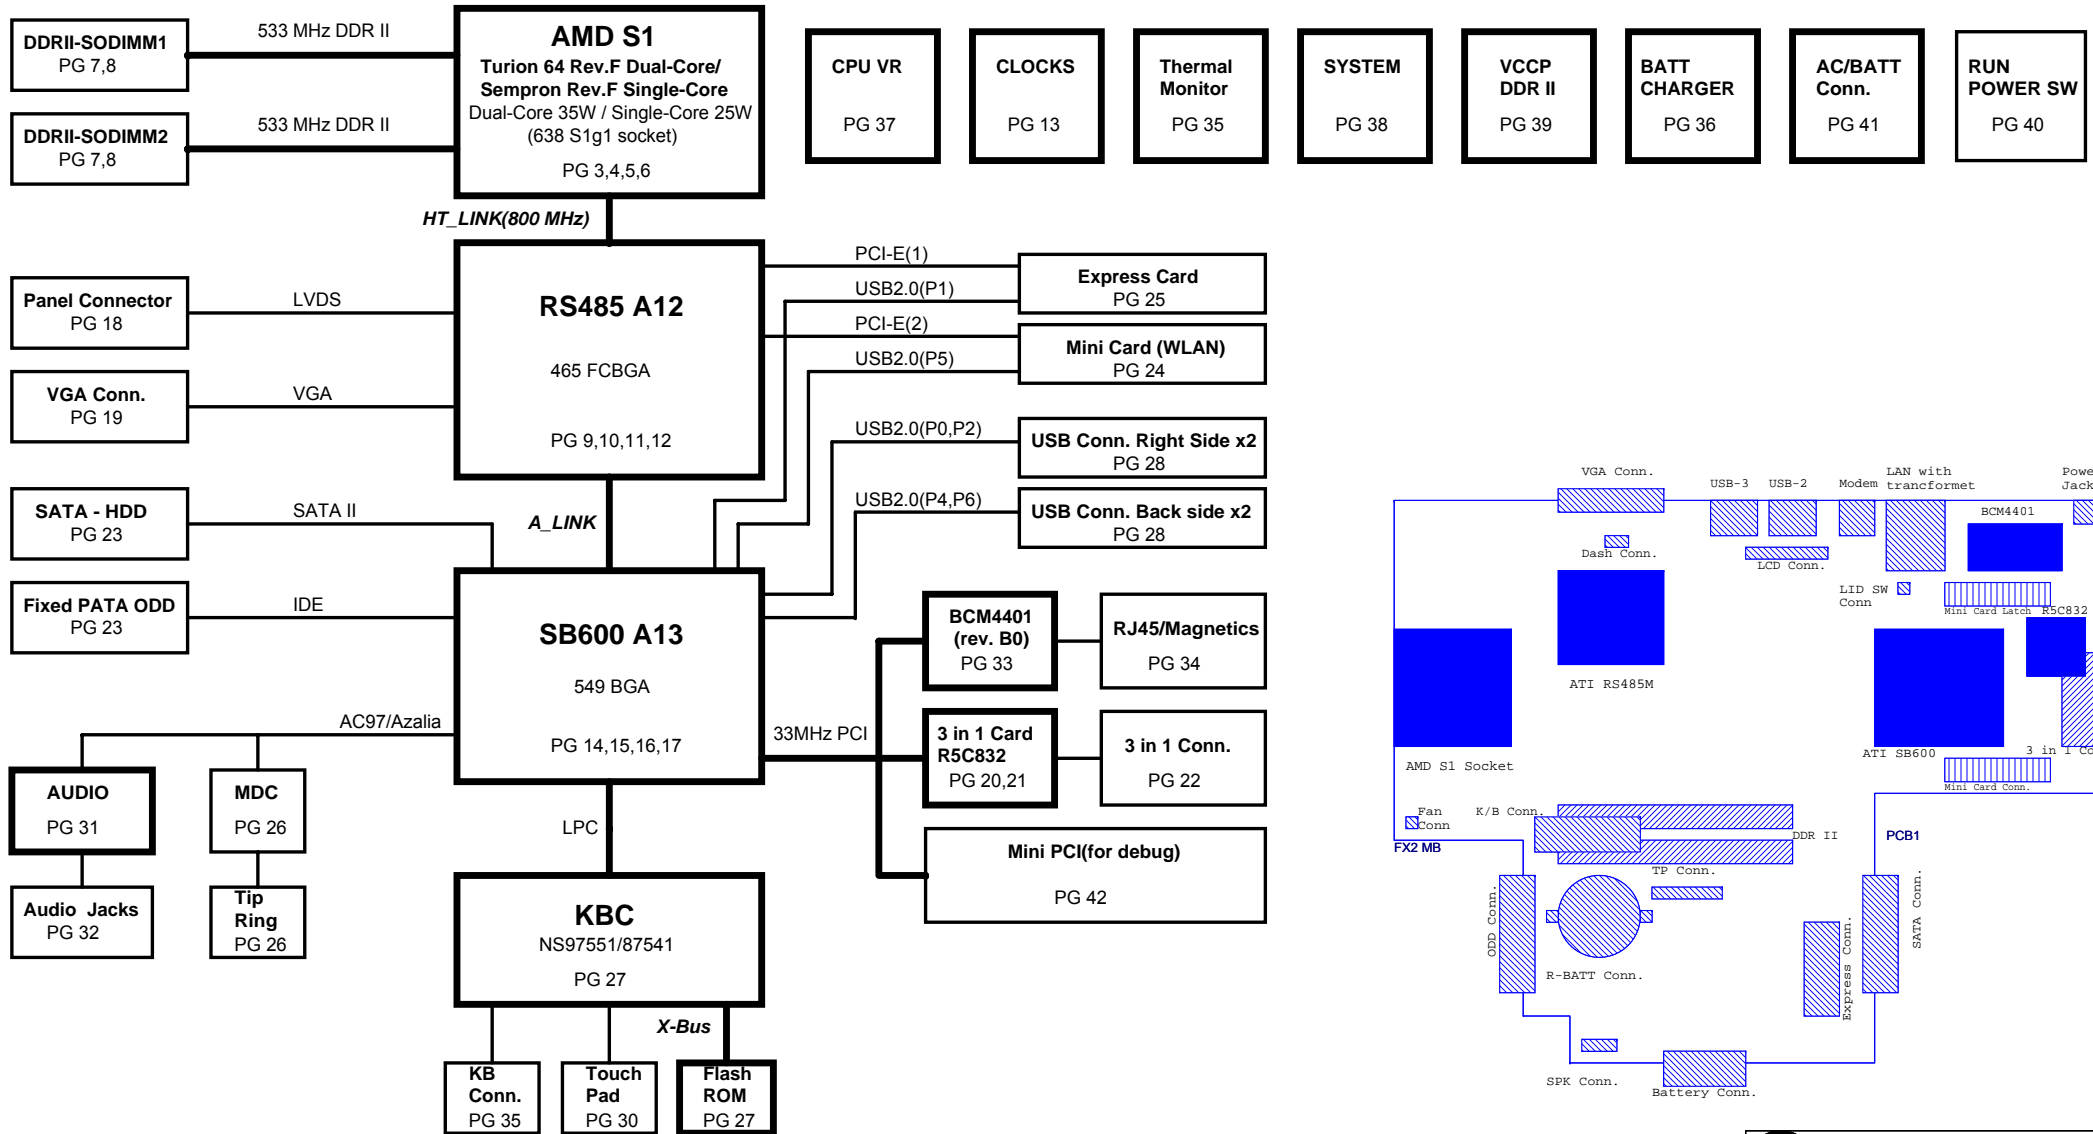 DDRII-SODIMM1
PG 7,8
533 MHz DDR II
DDRII-SODIMM2
PG 7,8
533 MHz DDR II
AMD S1
Turion 64 Rev.F Dual-Core/
Sempron Rev.F Single-Core
Dual-Core 35W / Single-Core 25W
(638 S1g1 socket)
PG 3,4,5,6
CPU VR
PG 37
CLOCKS
PG 13
Thermal
Monitor
PG 35
SYSTEM
PG 38
VCCP
DDR II
PG 39
BATT
CHARGER
PG 36
AC/BATT
Conn.
PG 41
RUN
POWER SW
PG 40
HT_LINK(800 MHz)
Panel Connector
PG 18
LVDS
VGA Conn.
PG 19
VGA
RS485 A12
465 FCBGA
PG 9,10,11,12
PCI-E(1)
USB2.0(P1)
Express Card
PG 25
PCI-E(2)
USB2.0(P5)
Mini Card (WLAN)
PG 24
USB2.0(P0,P2)
USB Conn. Right Side x2
PG 28
USB2.0(P4,P6)
USB Conn. Back side x2
PG 28
SATA - HDD
PG 23
SATA II
A_LINK
Fixed PATA ODD
PG 23
IDE
SB600 A13
549 BGA
PG 14,15,16,17
AC97/Azalia
33MHz PCI
BCM4401
(rev. B0)
PG 33
RJ45/Magnetics
PG 34
3 in 1 Card
R5C832
PG 20,21
3 in 1 Conn.
PG 22
Mini PCI(for debug)
PG 42
AUDIO
PG 31
MDC
PG 26
Audio Jacks
PG 32
Tip
Ring
PG 26
LPC
KBC
NS97551/87541
PG 27
X-Bus
KB
Conn.
PG 35
Touch
Pad
PG 30
Flash
ROM
PG 27
VGA Conn.
USB-3
USB-2
Modem
LAN with
trancformet
Powe
Jack
BCM4401
Dash Conn.
LCD Conn.
LID SW
Conn
Mini Card Latch
R5C832
ATI RS485M
AMD S1 Socket
ATI SB600
3 in 1 Co
Mini Card Conn.
Fan
Conn
K/B Conn.
DDR II
FX2 MB
PCB1
TP Conn.
ODD Conn.
R-BATT Conn.
Express Conn.
SATA Conn.
SPK Conn.
Battery Conn.